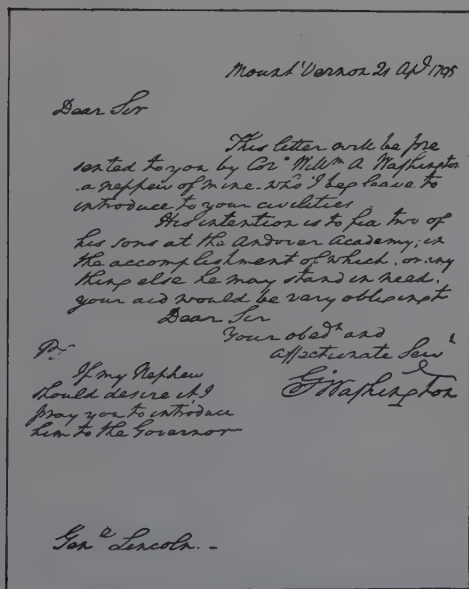 Mount Vernon 21 Apl 1795
Dear Sir
This letter will be pre
sented to you by Col° Willm A Washington
a nephew of mine. who I beg leave to
introduce to your civilities
His intention is to fix two of
his sons at the Andover Academy; in
the accomplishment of which, or any
thing else he may stand in need,
your aid would be very obliging to
Dear Sir
Your obedt and
Affectionate Servt
G Washington
Ps.
If my Nephew
should desire it, I
pray you to introduce
him to the Governor
Genl Lincoln. -